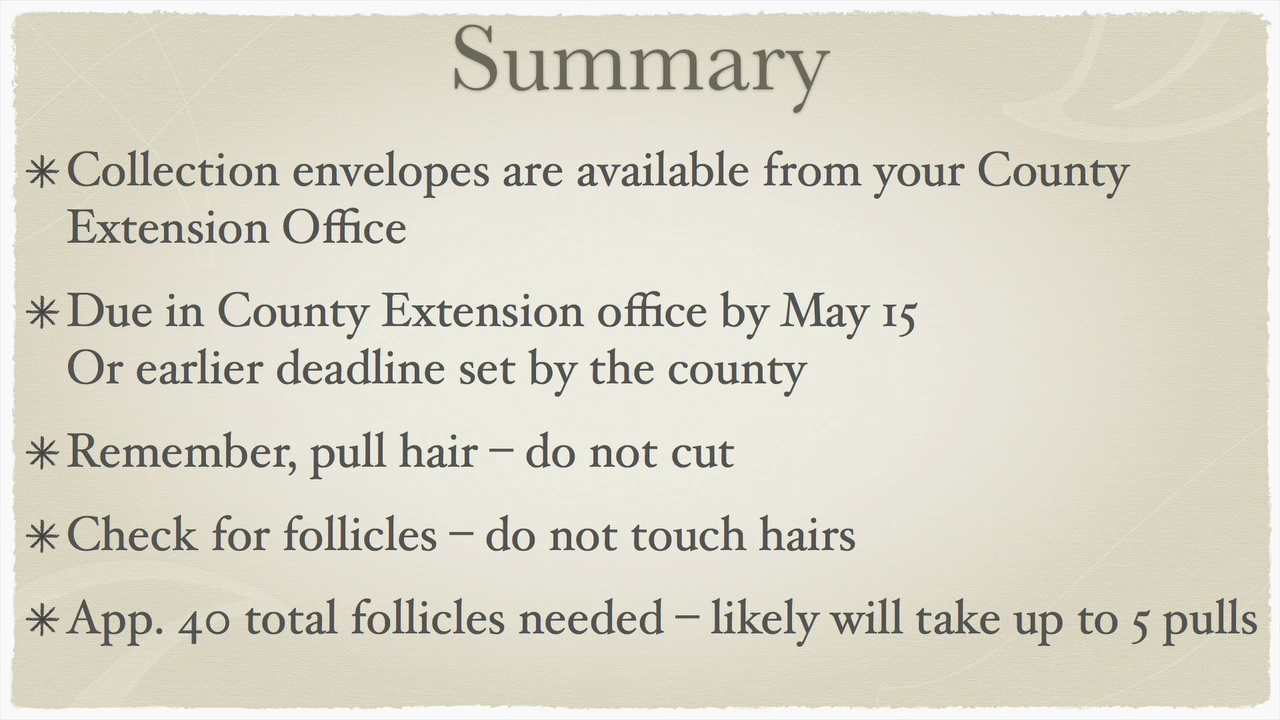 Summary
✳Collection envelopes are available from your County
Extension Office
✳Due in County Extension office by May 15
Or earlier deadline set by the county
✳Remember, pull hair – do not cut
✳Check for follicles – do not touch hairs
✳App. 40 total follicles needed – likely will take up to 5 pulls